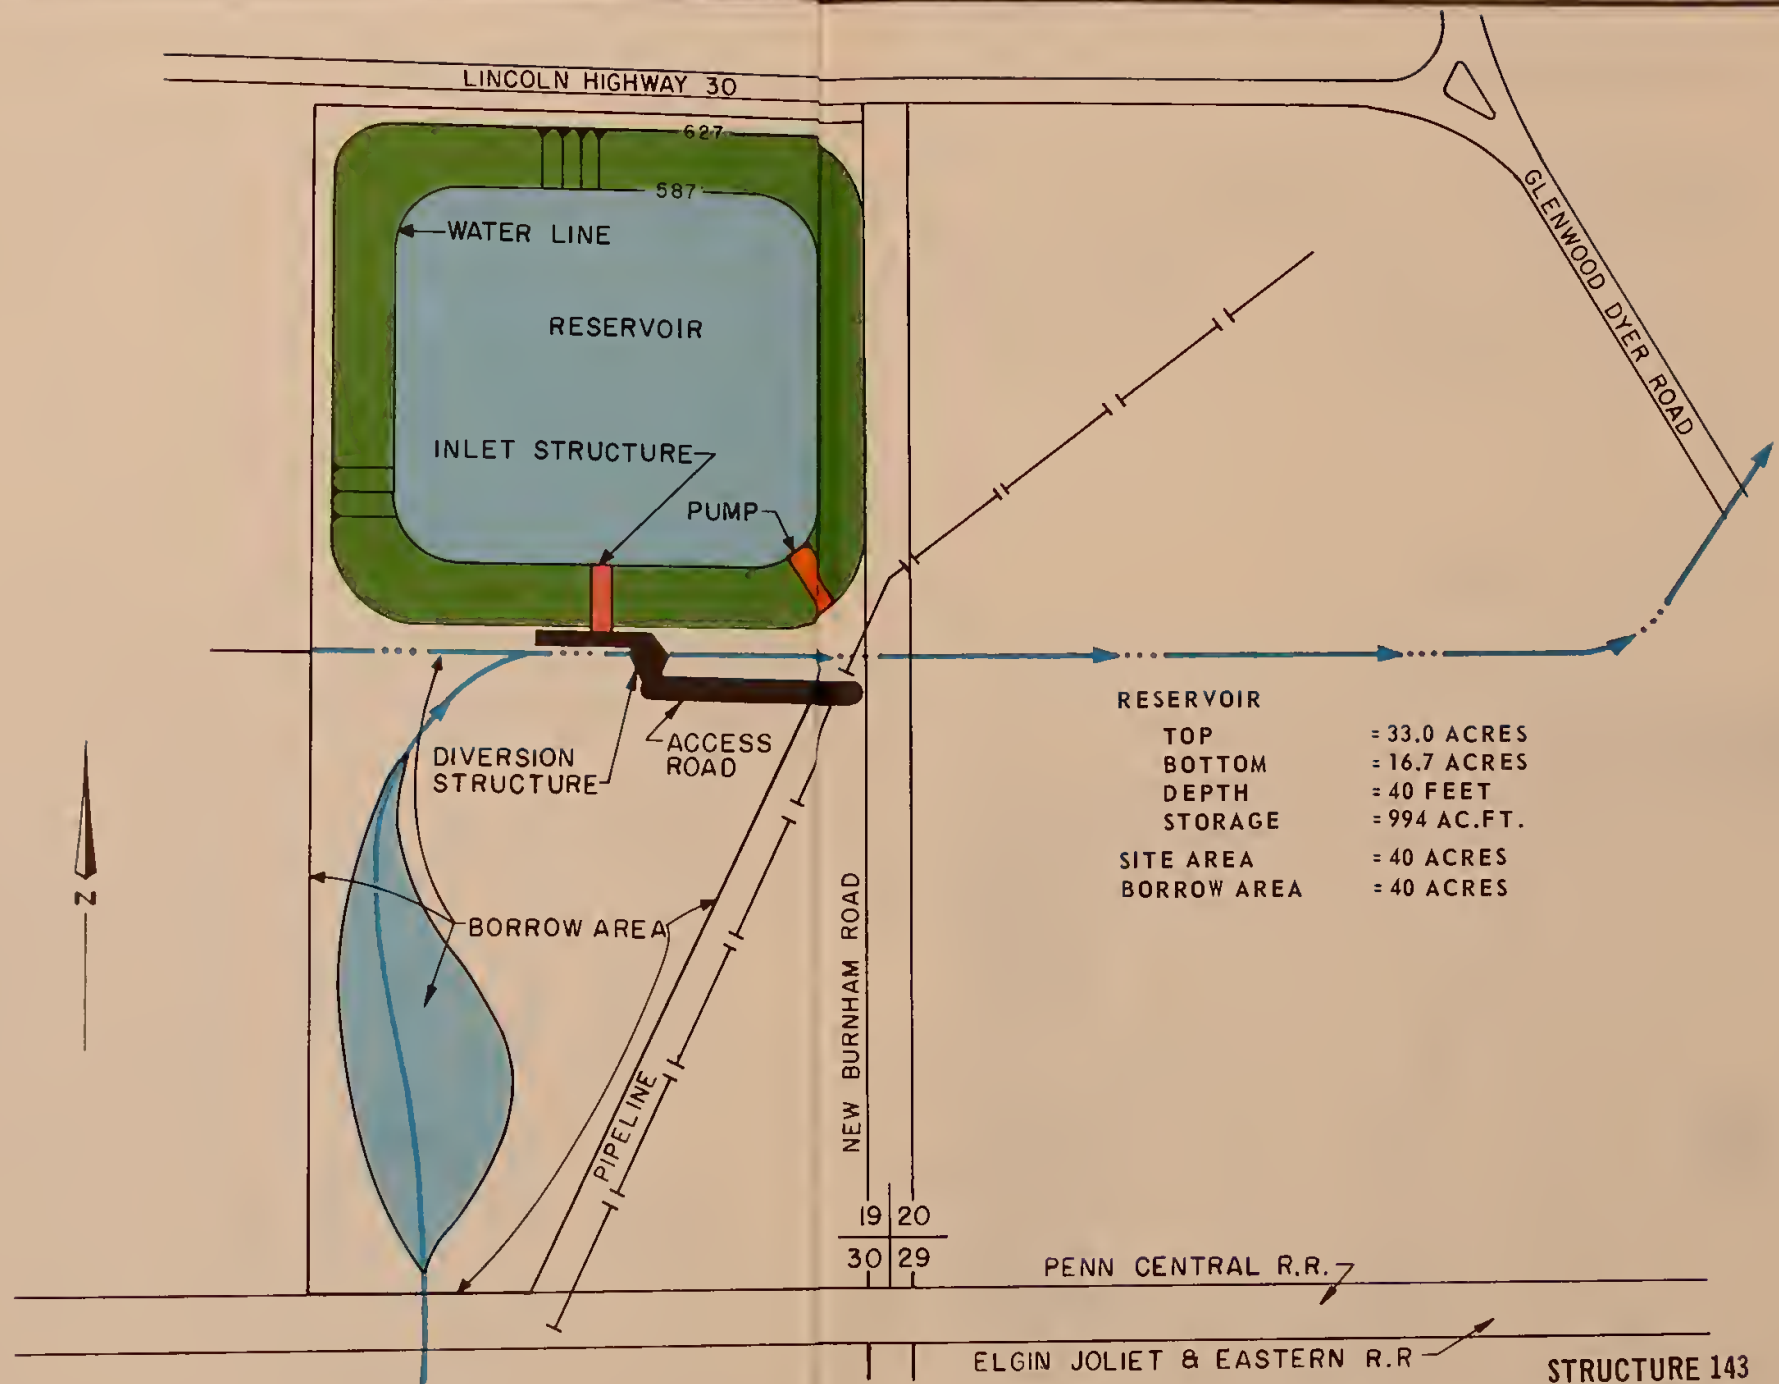 LINCOLN HIGHWAY 30
627
587
WATER LINE
RESERVOIR
INLET STRUCTURE
PUMP
GLENWOOD DYER ROAD
DIVERSION
STRUCTURE
ACCESS
ROAD
RESERVOIR
TOP = 33.0 ACRES
BOTTOM = 16.7 ACRES
DEPTH = 40 FEET
STORAGE = 994 AC.FT.
SITE AREA = 40 ACRES
BORROW AREA = 40 ACRES
N
BORROW AREA
PIPELINE
NEW BURNHAM ROAD
19 20
30 29
PENN CENTRAL R.R.
ELGIN JOLIET & EASTERN R.R
STRUCTURE 143